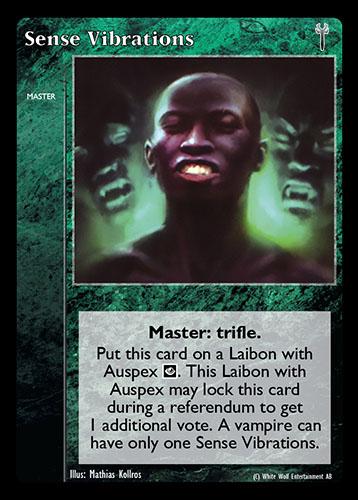 Sense Vibrations
MASTER
Master: trifle.
Put this card on a Laibon with
Auspex. This Laibon with
Auspex may lock this card
during a referendum to get
1 additional vote. A vampire can
have only one Sense Vibrations.
Illus: Mathias Kollros
(C) White Wolf Entertainment AB